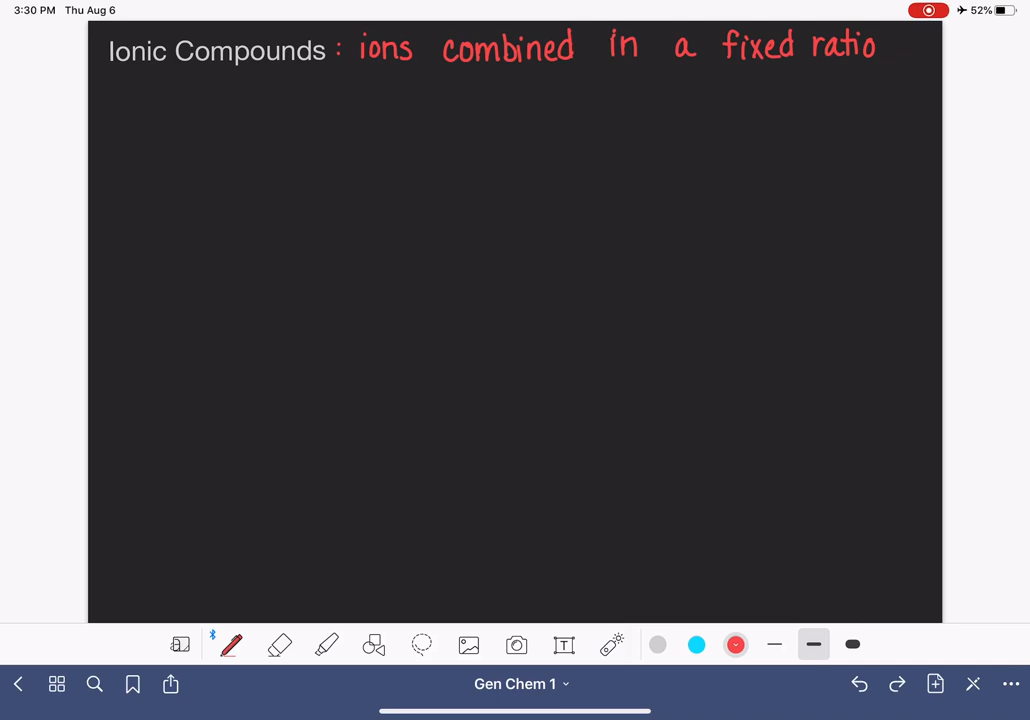 3:30 PM Thu Aug 6 52%
Ionic Compounds : ions combined in a fixed ratio
T
Gen Chem 1